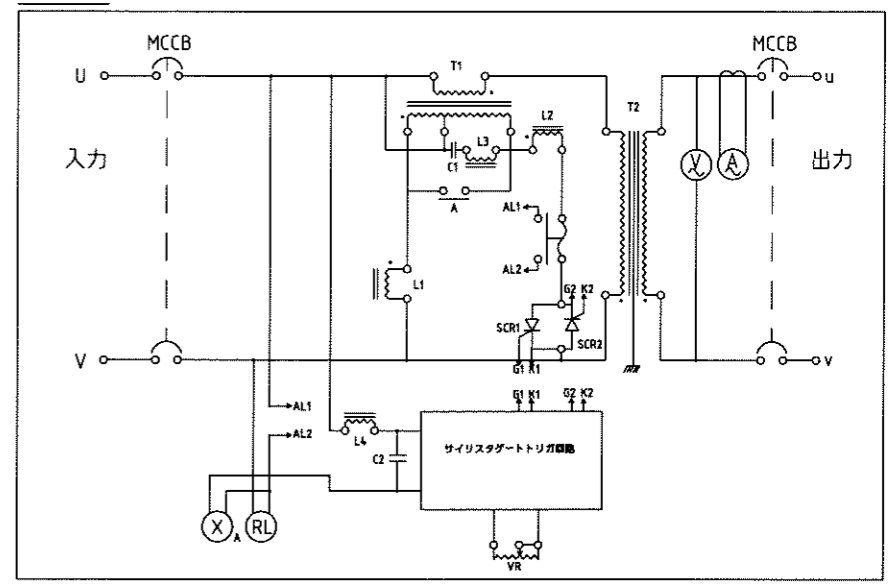 MCCB
MCCB
U
T1
u
T2
L2
入力
L3
C1
V
A
出力
A
AL1
AL2
L1
G2 K2
SCR1
SCR2
V
G1 K1
v
AL1
G1 K1
G2 K2
AL2
L4
C2
サイリスタゲートトリガ回路
X
A
RL
VR